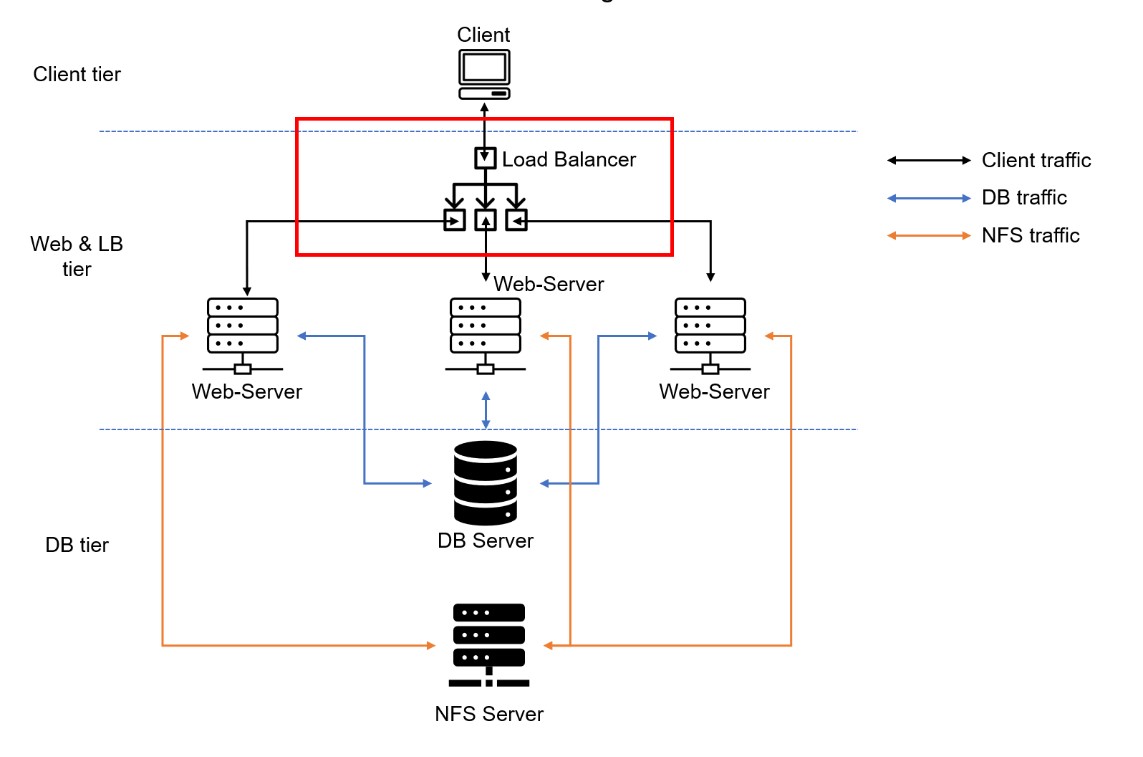 Client
Client tier
Load Balancer
Client traffic
DB traffic
NFS traffic
Web & LB
tier
Web-Server
Web-Server
Web-Server
DB Server
DB tier
NFS Server